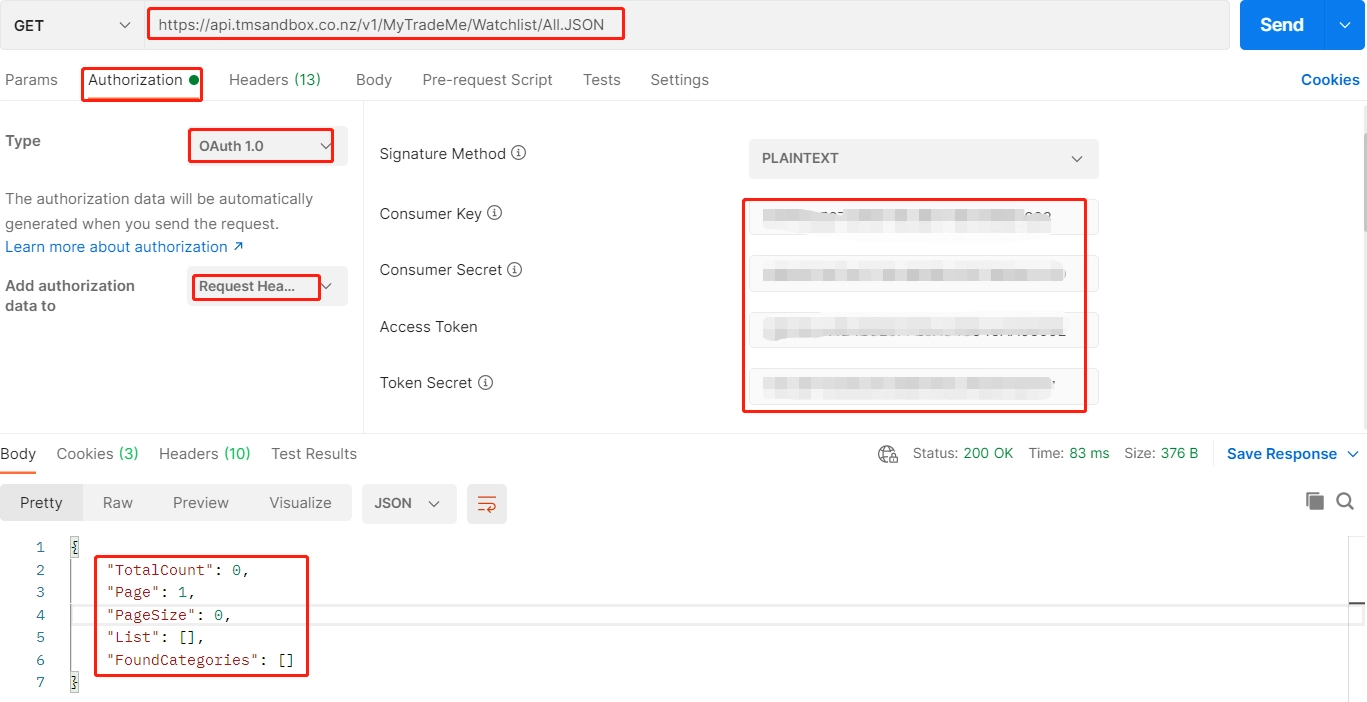 GET https://api.tmsandbox.co.nz/v1/MyTradeMe/Watchlist/All.JSON Send
Params Authorization Headers (13) Body Pre-request Script Tests Settings Cookies
Type OAuth 1.0
The authorization data will be automatically
generated when you send the request.
Learn more about authorization ↗
Add authorization
data to
Request Hea...
Signature Method PLAINTEXT
Consumer Key
Consumer Secret
Access Token
Token Secret
Body Cookies (3) Headers (10) Test Results Status: 200 OK Time: 83 ms Size: 376 B Save Response
Pretty Raw Preview Visualize JSON
1 {
2 "TotalCount": 0,
3 "Page": 1,
4 "PageSize": 0,
5 "List": [],
6 "FoundCategories": []
7 }